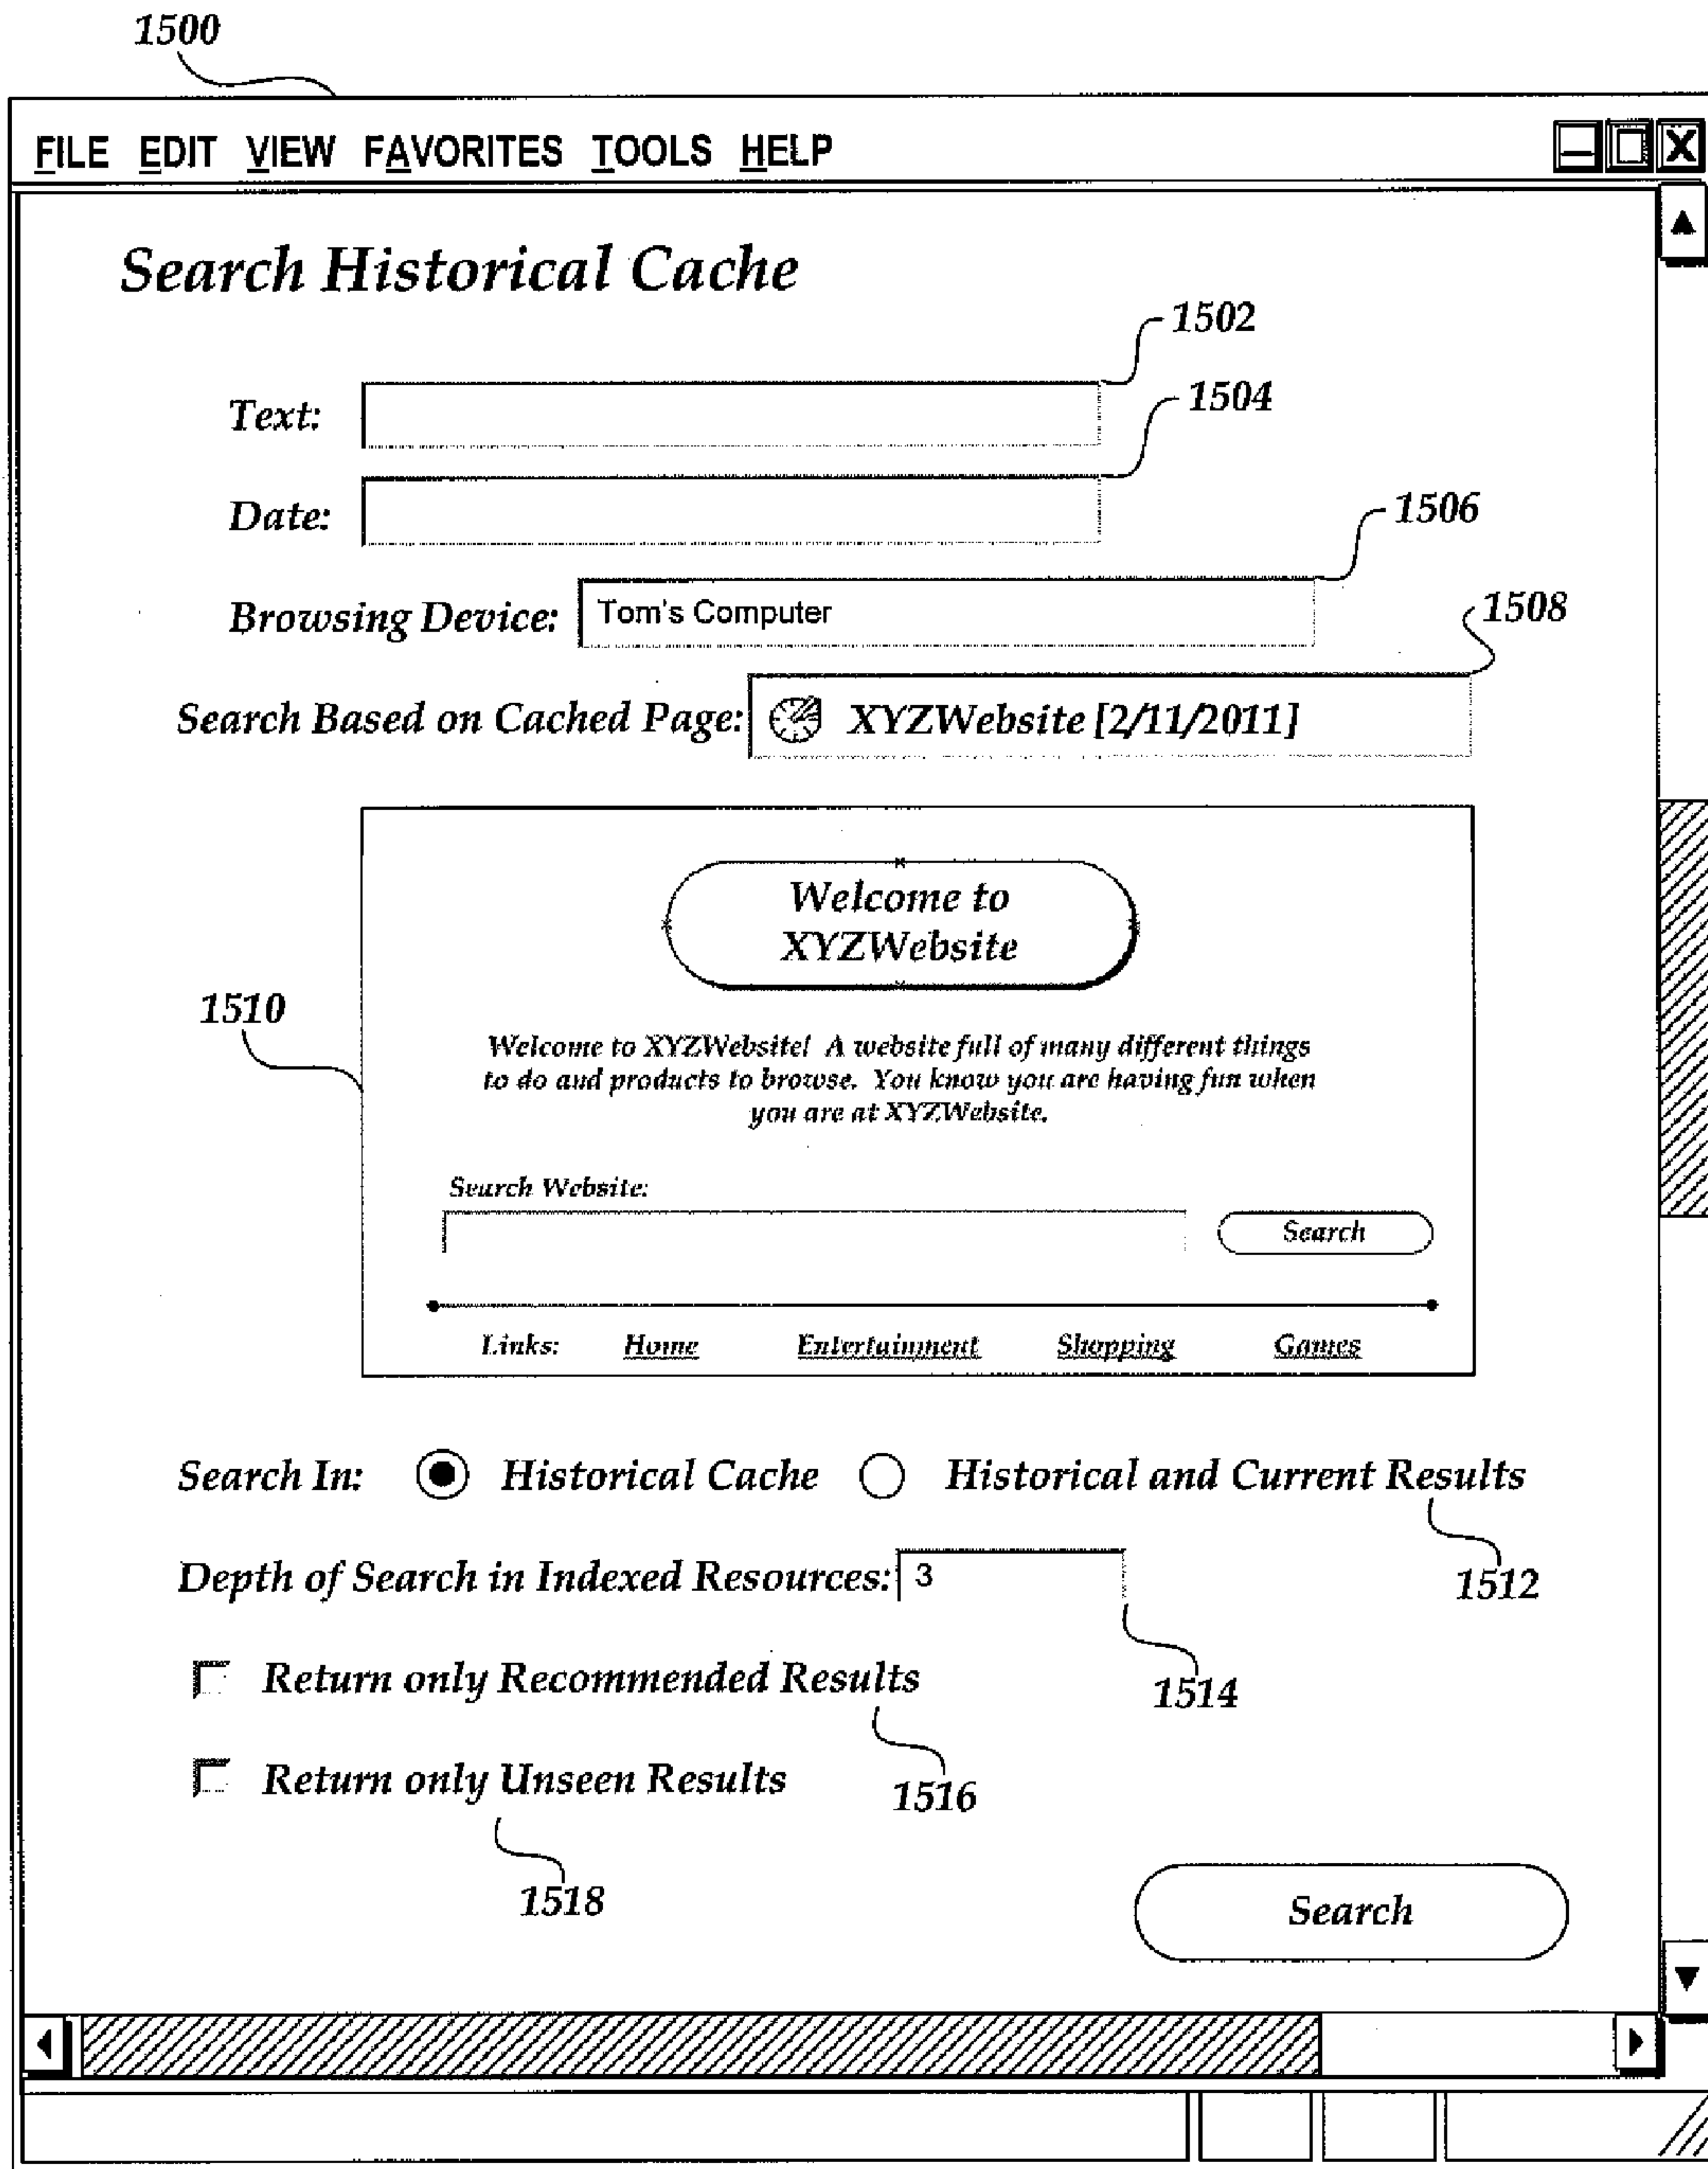 1500
FILE EDIT VIEW FAVORITES TOOLS HELP
Search Historical Cache
1502
Text:
1504
Date:
1506
Browsing Device: Tom's Computer
1508
Search Based on Cached Page: XYZWebsite [2/11/2011]
Welcome to
XYZWebsite
1510
Welcome to XYZWebsite! A website full of many different things
to do and products to browse. You know you are having fun when
you are at XYZWebsite.
Search Website:
Search
Links: Home Entertainment Shopping Games
Search In: Historical Cache Historical and Current Results
1512
Depth of Search in Indexed Resources: 3
1514
Return only Recommended Results
1516
Return only Unseen Results
1518
Search